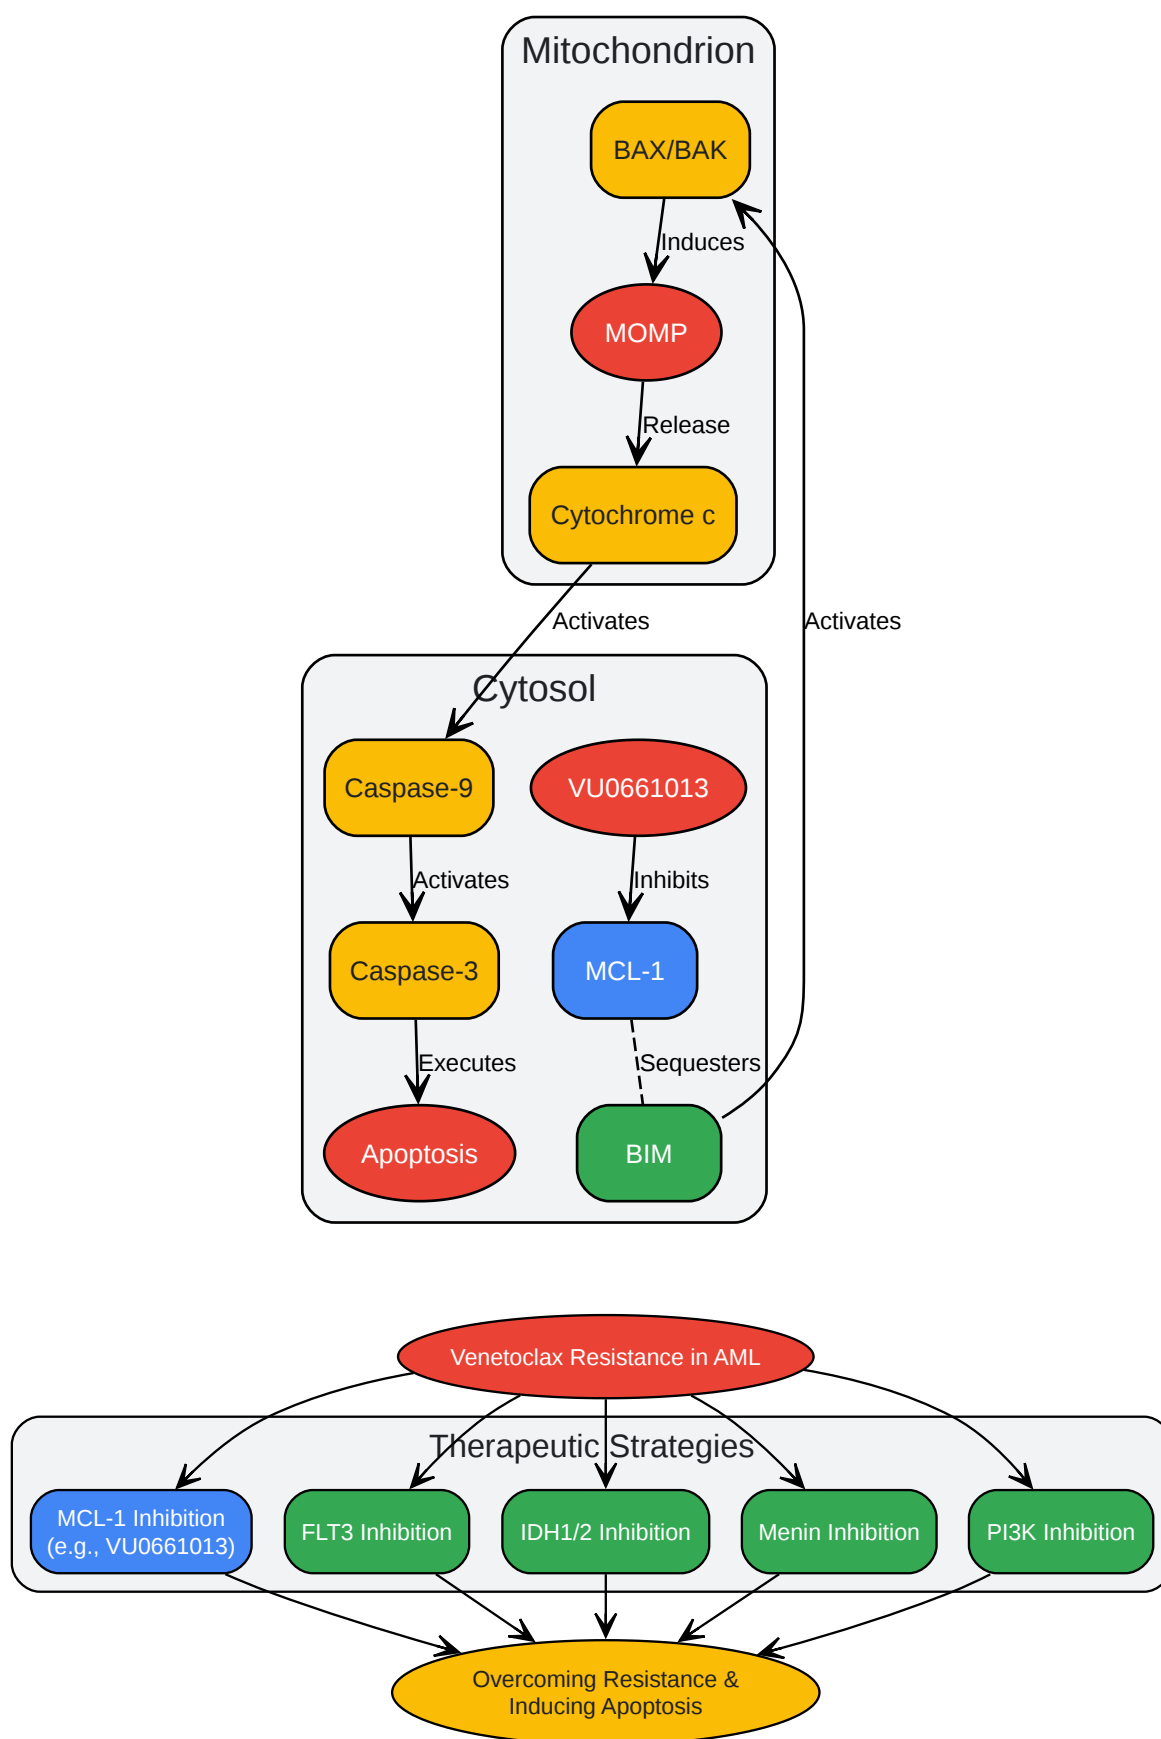 Mitochondrion
BAX/BAK
Induces
MOMP
Release
Cytochrome c
Activates
Activates
Cytosol
Caspase-9
VU0661013
Activates
Inhibits
Caspase-3
MCL-1
Executes
Sequesters
Apoptosis
BIM
Venetoclax Resistance in AML
Therapeutic Strategies
MCL-1 Inhibition
(e.g., VU0661013)
FLT3 Inhibition
IDH1/2 Inhibition
Menin Inhibition
PI3K Inhibition
Overcoming Resistance &
Inducing Apoptosis